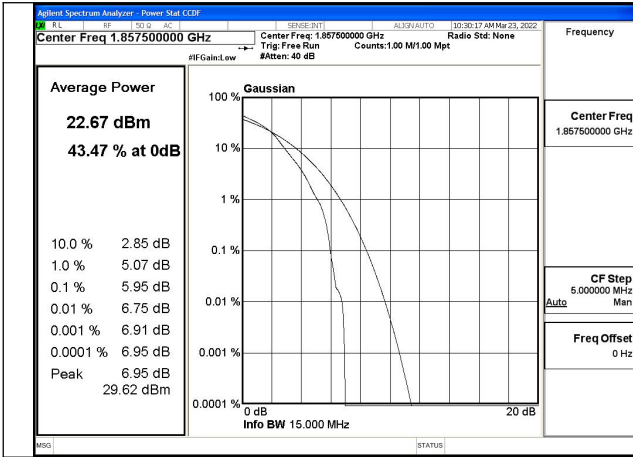 Agilent Spectrum Analyzer - Power Stat CCDF
RL RF 50 Ω AC SENSE:INT ALIGN AUTO 10:30:17 AM Mar 23, 2022
Center Freq 1.857500000 GHz
Center Freq: 1.857500000 GHz Radio Std: None
Trig: Free Run Counts:1.00 M/1.00 Mpt
#IFGain:Low #Atten: 40 dB
Frequency
Average Power
22.67 dBm
43.47 % at 0dB
10.0 % 2.85 dB
1.0 % 5.07 dB
0.1 % 5.95 dB
0.01 % 6.75 dB
0.001 % 6.91 dB
0.0001 % 6.95 dB
Peak 6.95 dB
29.62 dBm
Gaussian
100 %
10 %
1 %
0.1 %
0.01 %
0.001 %
0.0001 %
0 dB 20 dB
Info BW 15.000 MHz
Center Freq
1.857500000 GHz
CF Step
5.000000 MHz
Auto Man
Freq Offset
0 Hz
MSG STATUS